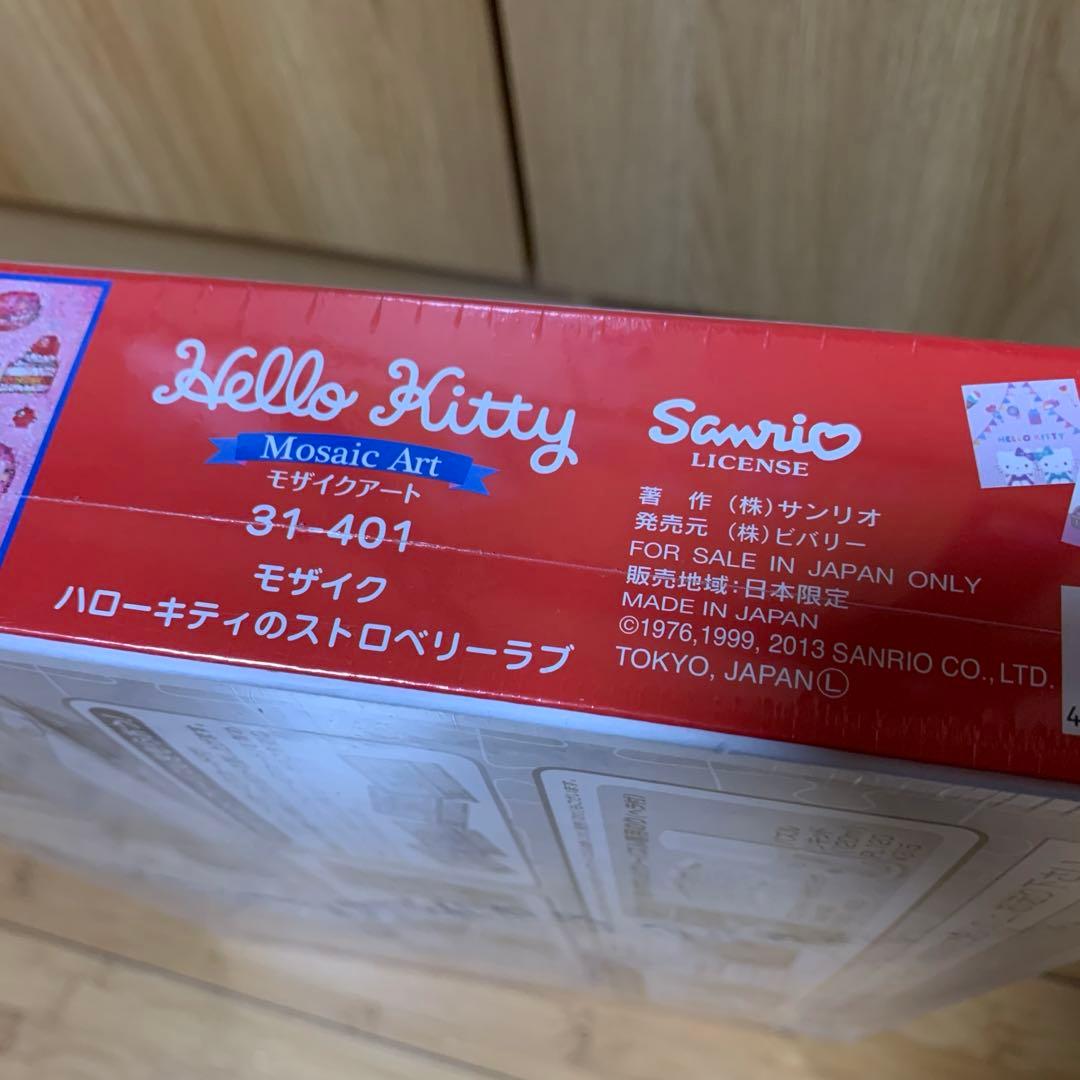 Hello Kitty
Mosaic Art
モザイクアート
31-401
モザイク
ハローキティのストロベリーラブ
Sanrio
LICENSE
著 作 (株)サンリオ
発売元 (株)ビバリー
FOR SALE IN JAPAN ONLY
販売地域:日本限定
MADE IN JAPAN
©1976,1999, 2013 SANRIO CO., LTD.
TOKYO, JAPAN Ⓛ
HELLO KITTY
4